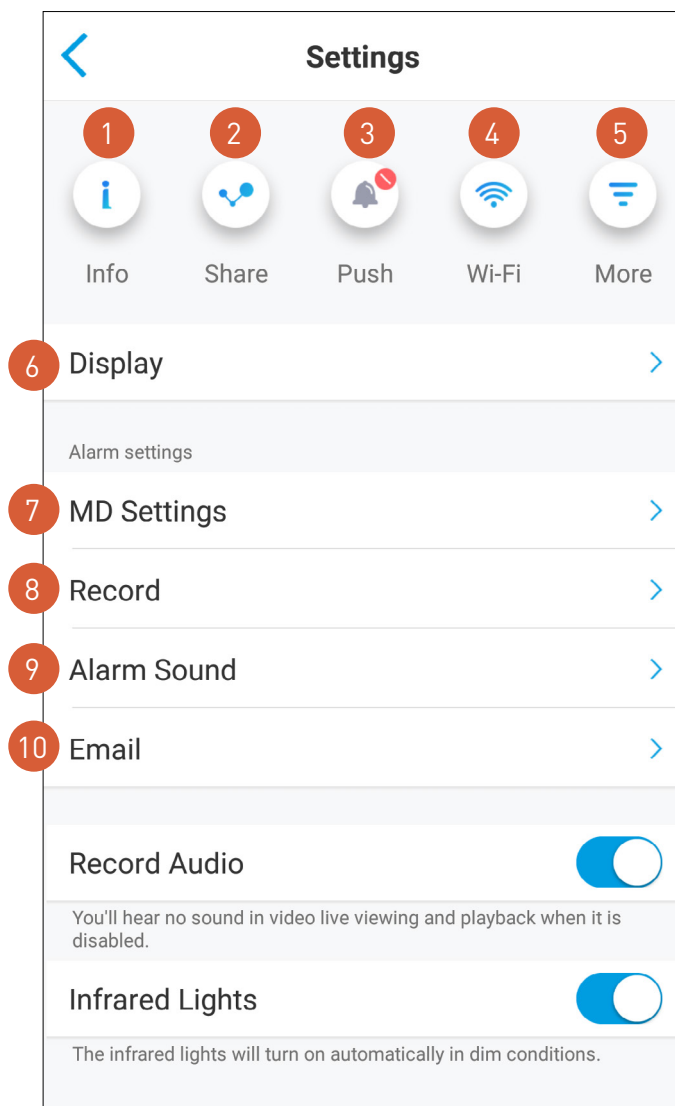 Settings
1 2 3 4 5
Info Share Push Wi-Fi More
6 Display
Alarm settings
7 MD Settings
8 Record
9 Alarm Sound
10 Email
Record Audio
You'll hear no sound in video live viewing and playback when it is
disabled.
Infrared Lights
The infrared lights will turn on automatically in dim conditions.